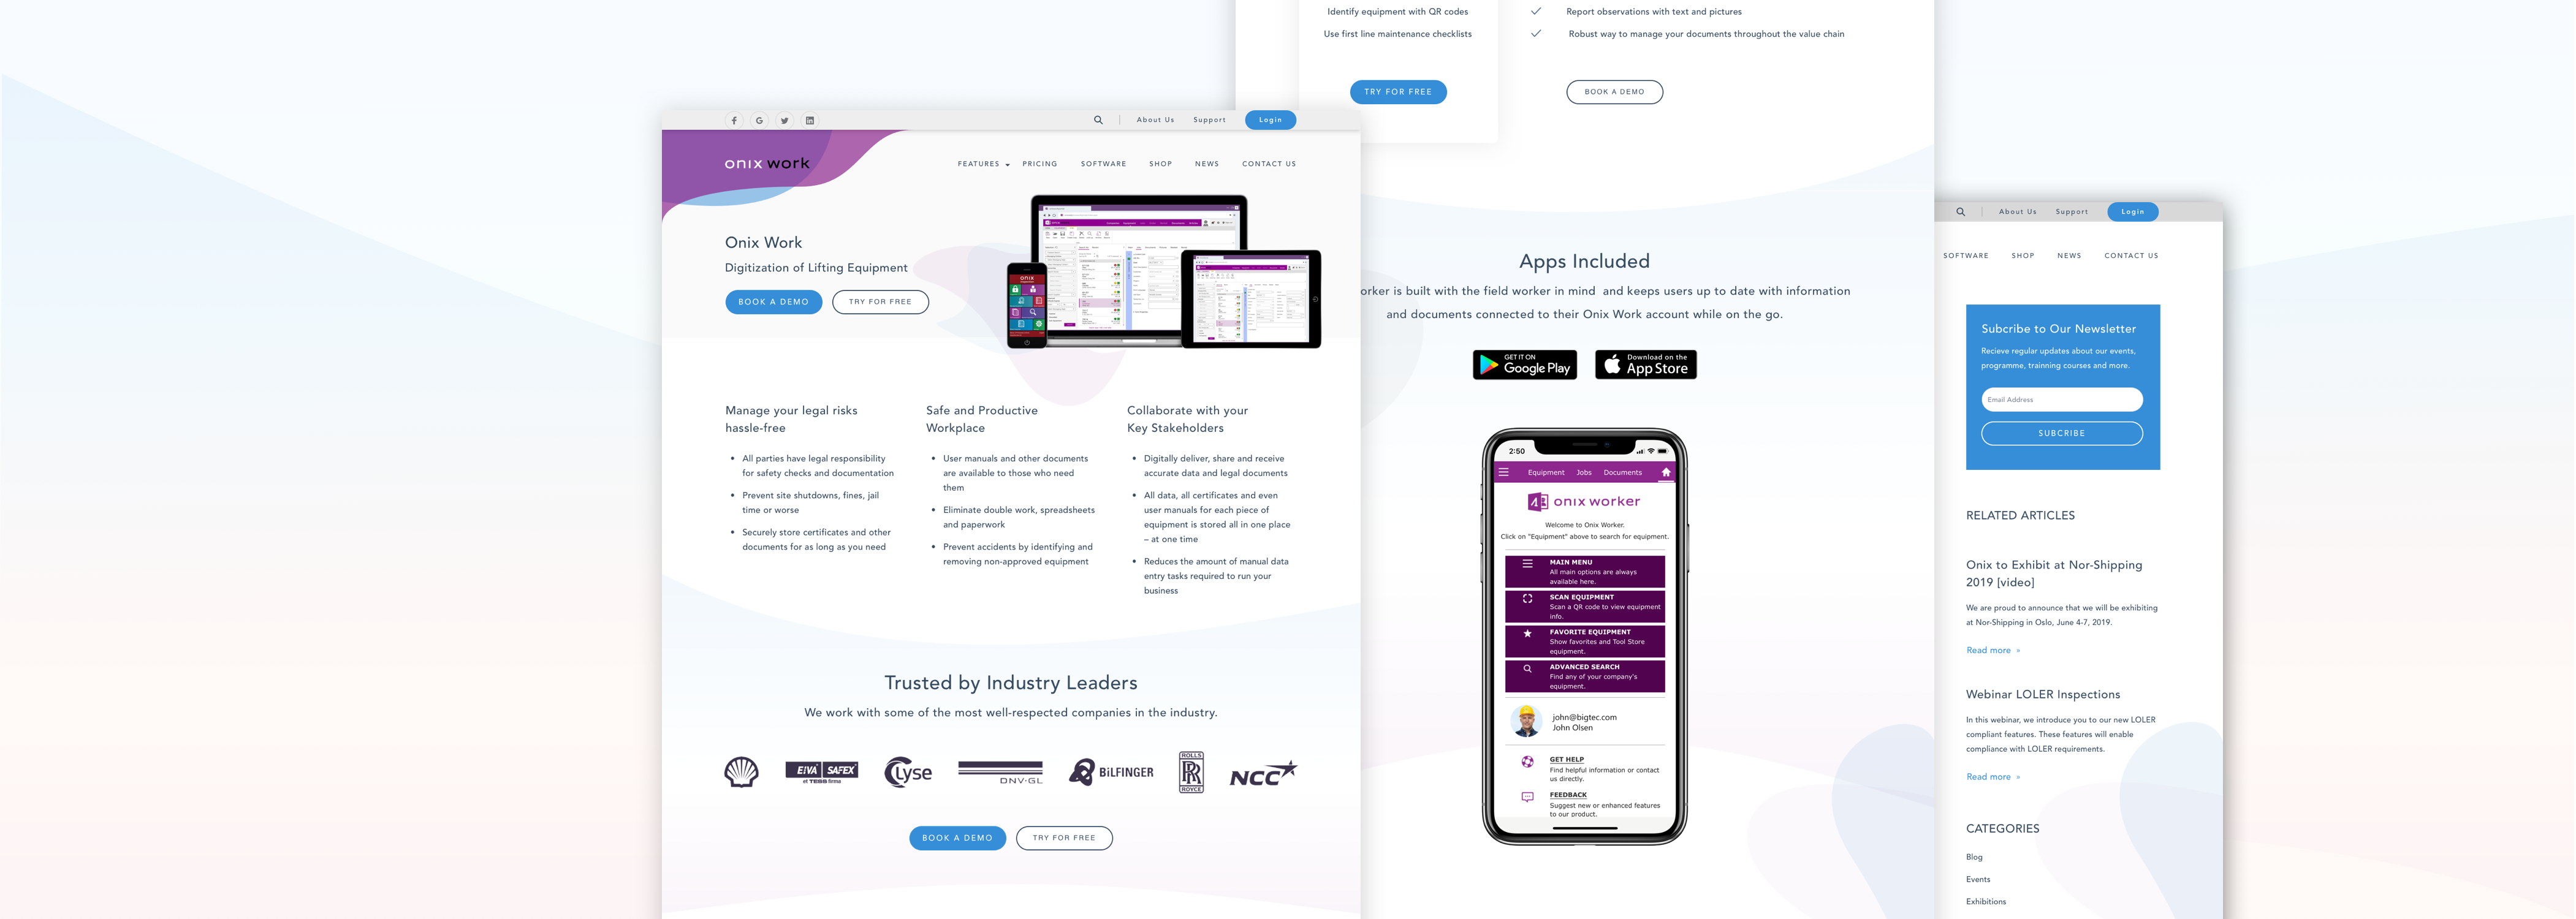 About Us
Support
Login
onix work
FEATURES
PRICING
SOFTWARE
SHOP
NEWS
CONTACT US
Onix Work
Digitization of Lifting Equipment
BOOK A DEMO
TRY FOR FREE
onix
Manage your legal risks
hassle-free
All parties have legal responsibility
for safety checks and documentation
Prevent site shutdowns, fines, jail
time or worse
Securely store certificates and other
documents for as long as you need
Safe and Productive
Workplace
User manuals and other documents
are available to those who need
them
Eliminate double work, spreadsheets
and paperwork
Prevent accidents by identifying and
removing non-approved equipment
Collaborate with your
Key Stakeholders
Digitally deliver, share and receive
accurate data and legal documents
All data, all certificates and even
user manuals for each piece of
equipment is stored all in one place
– at one time
Reduces the amount of manual data
entry tasks required to run your
business
Trusted by Industry Leaders
We work with some of the most well-respected companies in the industry.
EIVA SAFEX
et TESS firma
Lyse
DNV·GL
BILFINGER
ROLLS
RR
ROYCE
NCC
BOOK A DEMO
TRY FOR FREE
Identify equipment with QR codes
Use first line maintenance checklists
TRY FOR FREE
Report observations with text and pictures
Robust way to manage your documents throughout the value chain
BOOK A DEMO
Apps Included
orker is built with the field worker in mind and keeps users up to date with information
and documents connected to their Onix Work account while on the go.
GET IT ON
Google Play
Download on the
App Store
2:50
Equipment
Jobs
Documents
onix worker
Welcome to Onix Worker.
Click on "Equipment" above to search for equipment.
MAIN MENU
All main options are always
available here.
SCAN EQUIPMENT
Scan a QR code to view equipment
info.
FAVORITE EQUIPMENT
Show favorites and Tool Store
equipment.
ADVANCED SEARCH
Find any of your company's
equipment.
john@bigtec.com
John Olsen
GET HELP
Find helpful information or contact
us directly.
FEEDBACK
Suggest new or enhanced features
to our product.
About Us
Support
Login
SOFTWARE
SHOP
NEWS
CONTACT US
Subcribe to Our Newsletter
Recieve regular updates about our events,
programme, trainning courses and more.
Email Address
SUBCRIBE
RELATED ARTICLES
Onix to Exhibit at Nor-Shipping
2019 [video]
We are proud to announce that we will be exhibiting
at Nor-Shipping in Oslo, June 4-7, 2019.
Read more »
Webinar LOLER Inspections
In this webinar, we introduce you to our new LOLER
compliant features. These features will enable
compliance with LOLER requirements.
Read more »
CATEGORIES
Blog
Events
Exhibitions